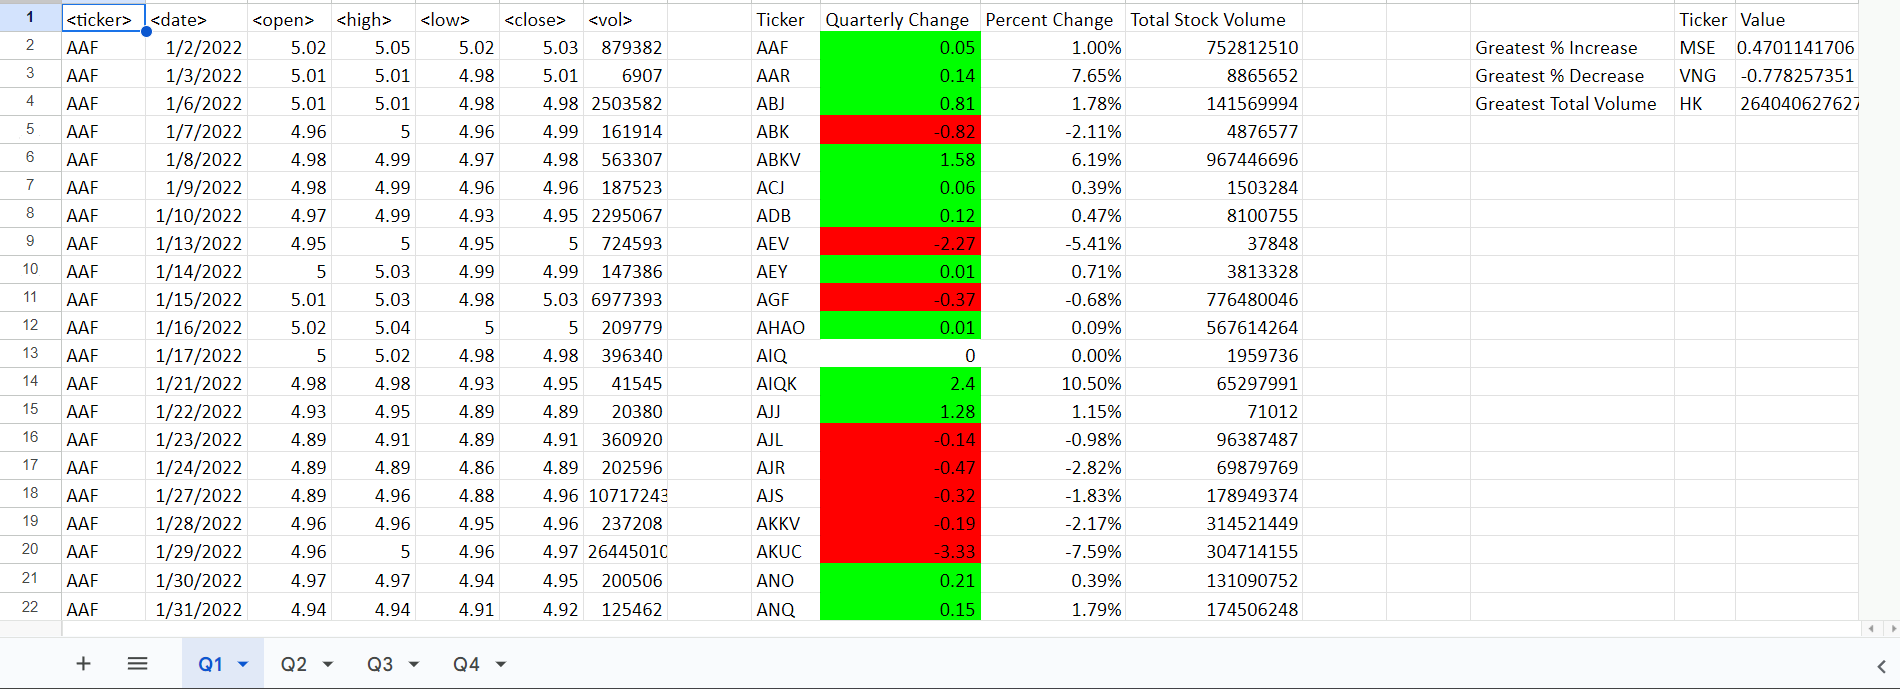 1 <ticker> <date> <open> <high> <low> <close> <vol> Ticker Quarterly Change Percent Change Total Stock Volume Ticker Value
2 AAF 1/2/2022 5.02 5.05 5.02 5.03 879382 AAF 0.05 1.00% 752812510 Greatest % Increase MSE 0.4701141706
3 AAF 1/3/2022 5.01 5.01 4.98 5.01 6907 AAR 0.14 7.65% 8865652 Greatest % Decrease VNG -0.778257351
4 AAF 1/6/2022 5.01 5.01 4.98 4.98 2503582 ABJ 0.81 1.78% 141569994 Greatest Total Volume HK 264040627627
5 AAF 1/7/2022 4.96 5 4.96 4.99 161914 ABK -0.82 -2.11% 4876577
6 AAF 1/8/2022 4.98 4.99 4.97 4.98 563307 ABKV 1.58 6.19% 967446696
7 AAF 1/9/2022 4.98 4.99 4.96 4.96 187523 ACJ 0.06 0.39% 1503284
8 AAF 1/10/2022 4.97 4.99 4.93 4.95 2295067 ADB 0.12 0.47% 8100755
9 AAF 1/13/2022 4.95 5 4.95 5 724593 AEV -2.27 -5.41% 37848
10 AAF 1/14/2022 5 5.03 4.99 4.99 147386 AEY 0.01 0.71% 3813328
11 AAF 1/15/2022 5.01 5.03 4.98 5.03 6977393 AGF -0.37 -0.68% 776480046
12 AAF 1/16/2022 5.02 5.04 5 5 209779 AHAO 0.01 0.09% 567614264
13 AAF 1/17/2022 5 5.02 4.98 4.98 396340 AIQ 0 0.00% 1959736
14 AAF 1/21/2022 4.98 4.98 4.93 4.95 41545 AIQK 2.4 10.50% 65297991
15 AAF 1/22/2022 4.93 4.95 4.89 4.89 20380 AJJ 1.28 1.15% 71012
16 AAF 1/23/2022 4.89 4.91 4.89 4.91 360920 AJL -0.14 -0.98% 96387487
17 AAF 1/24/2022 4.89 4.89 4.86 4.89 202596 AJR -0.47 -2.82% 69879769
18 AAF 1/27/2022 4.89 4.96 4.88 4.96 10717243 AJS -0.32 -1.83% 178949374
19 AAF 1/28/2022 4.96 4.96 4.95 4.96 237208 AKKV -0.19 -2.17% 314521449
20 AAF 1/29/2022 4.96 5 4.96 4.97 26445010 AKUC -3.33 -7.59% 304714155
21 AAF 1/30/2022 4.97 4.97 4.94 4.95 200506 ANO 0.21 0.39% 131090752
22 AAF 1/31/2022 4.94 4.94 4.91 4.92 125462 ANQ 0.15 1.79% 174506248
Q1 Q2 Q3 Q4